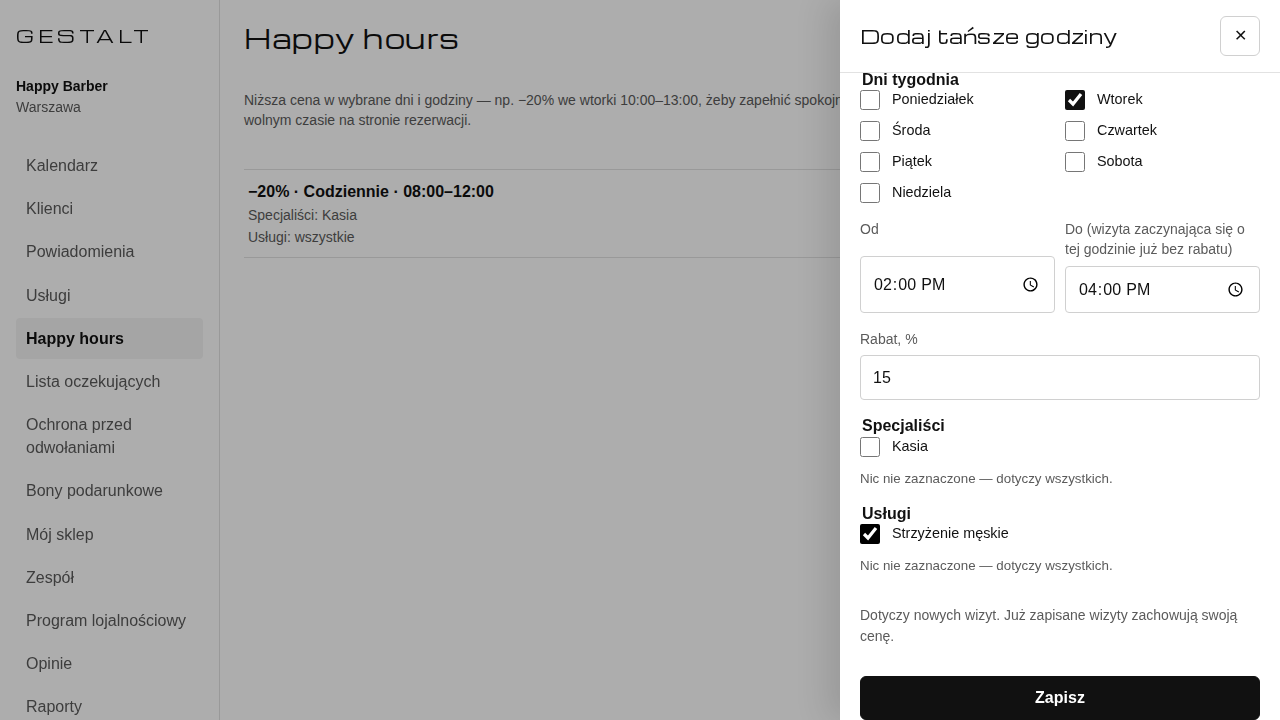 GESTALT
Happy Barber
Warszawa
Kalendarz
Klienci
Powiadomienia
Usługi
Happy hours
Lista oczekujących
Ochrona przed
odwołaniami
Bony podarunkowe
Mój sklep
Zespół
Program lojalnościowy
Opinie
Raporty
Happy hours
Niższa cena w wybrane dni i godziny — np. −20% we wtorki 10:00–13:00, żeby zapełnić
wolnym czasie na stronie rezerwacji.
−20% · Codziennie · 08:00–12:00
Specjaliści: Kasia
Usługi: wszystkie
Dodaj tańsze godziny
✕
Dni tygodnia
Poniedziałek
Wtorek
Środa
Czwartek
Piątek
Sobota
Niedziela
Od
Do (wizyta zaczynająca się o
tej godzinie już bez rabatu)
02:00 PM
04:00 PM
Rabat, %
15
Specjaliści
Kasia
Nic nie zaznaczone — dotyczy wszystkich.
Usługi
Strzyżenie męskie
Nic nie zaznaczone — dotyczy wszystkich.
Dotyczy nowych wizyt. Już zapisane wizyty zachowują swoją
cenę.
Zapisz